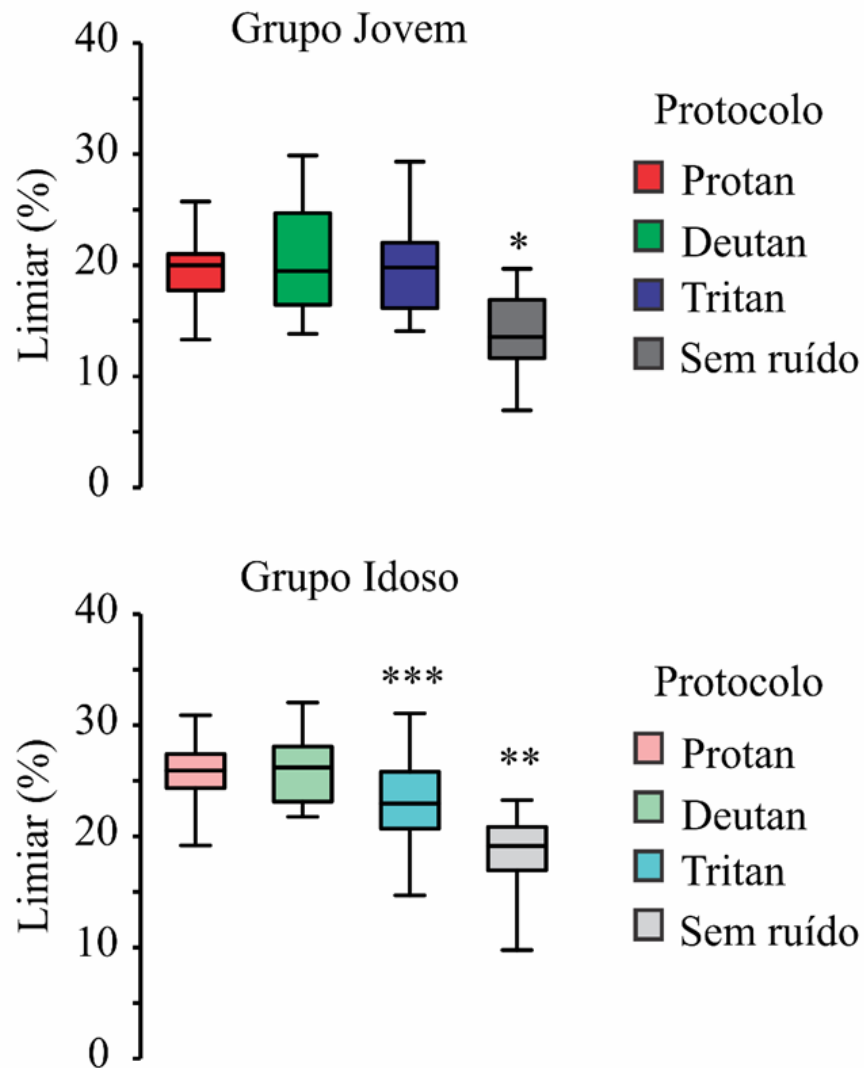 Grupo Jovem
Limiar (%)
40
30
20
10
0
*
Protocolo
Protan
Deutan
Tritan
Sem ruído
Grupo Idoso
Limiar (%)
40
30
20
10
0
***
**
Protocolo
Protan
Deutan
Tritan
Sem ruído